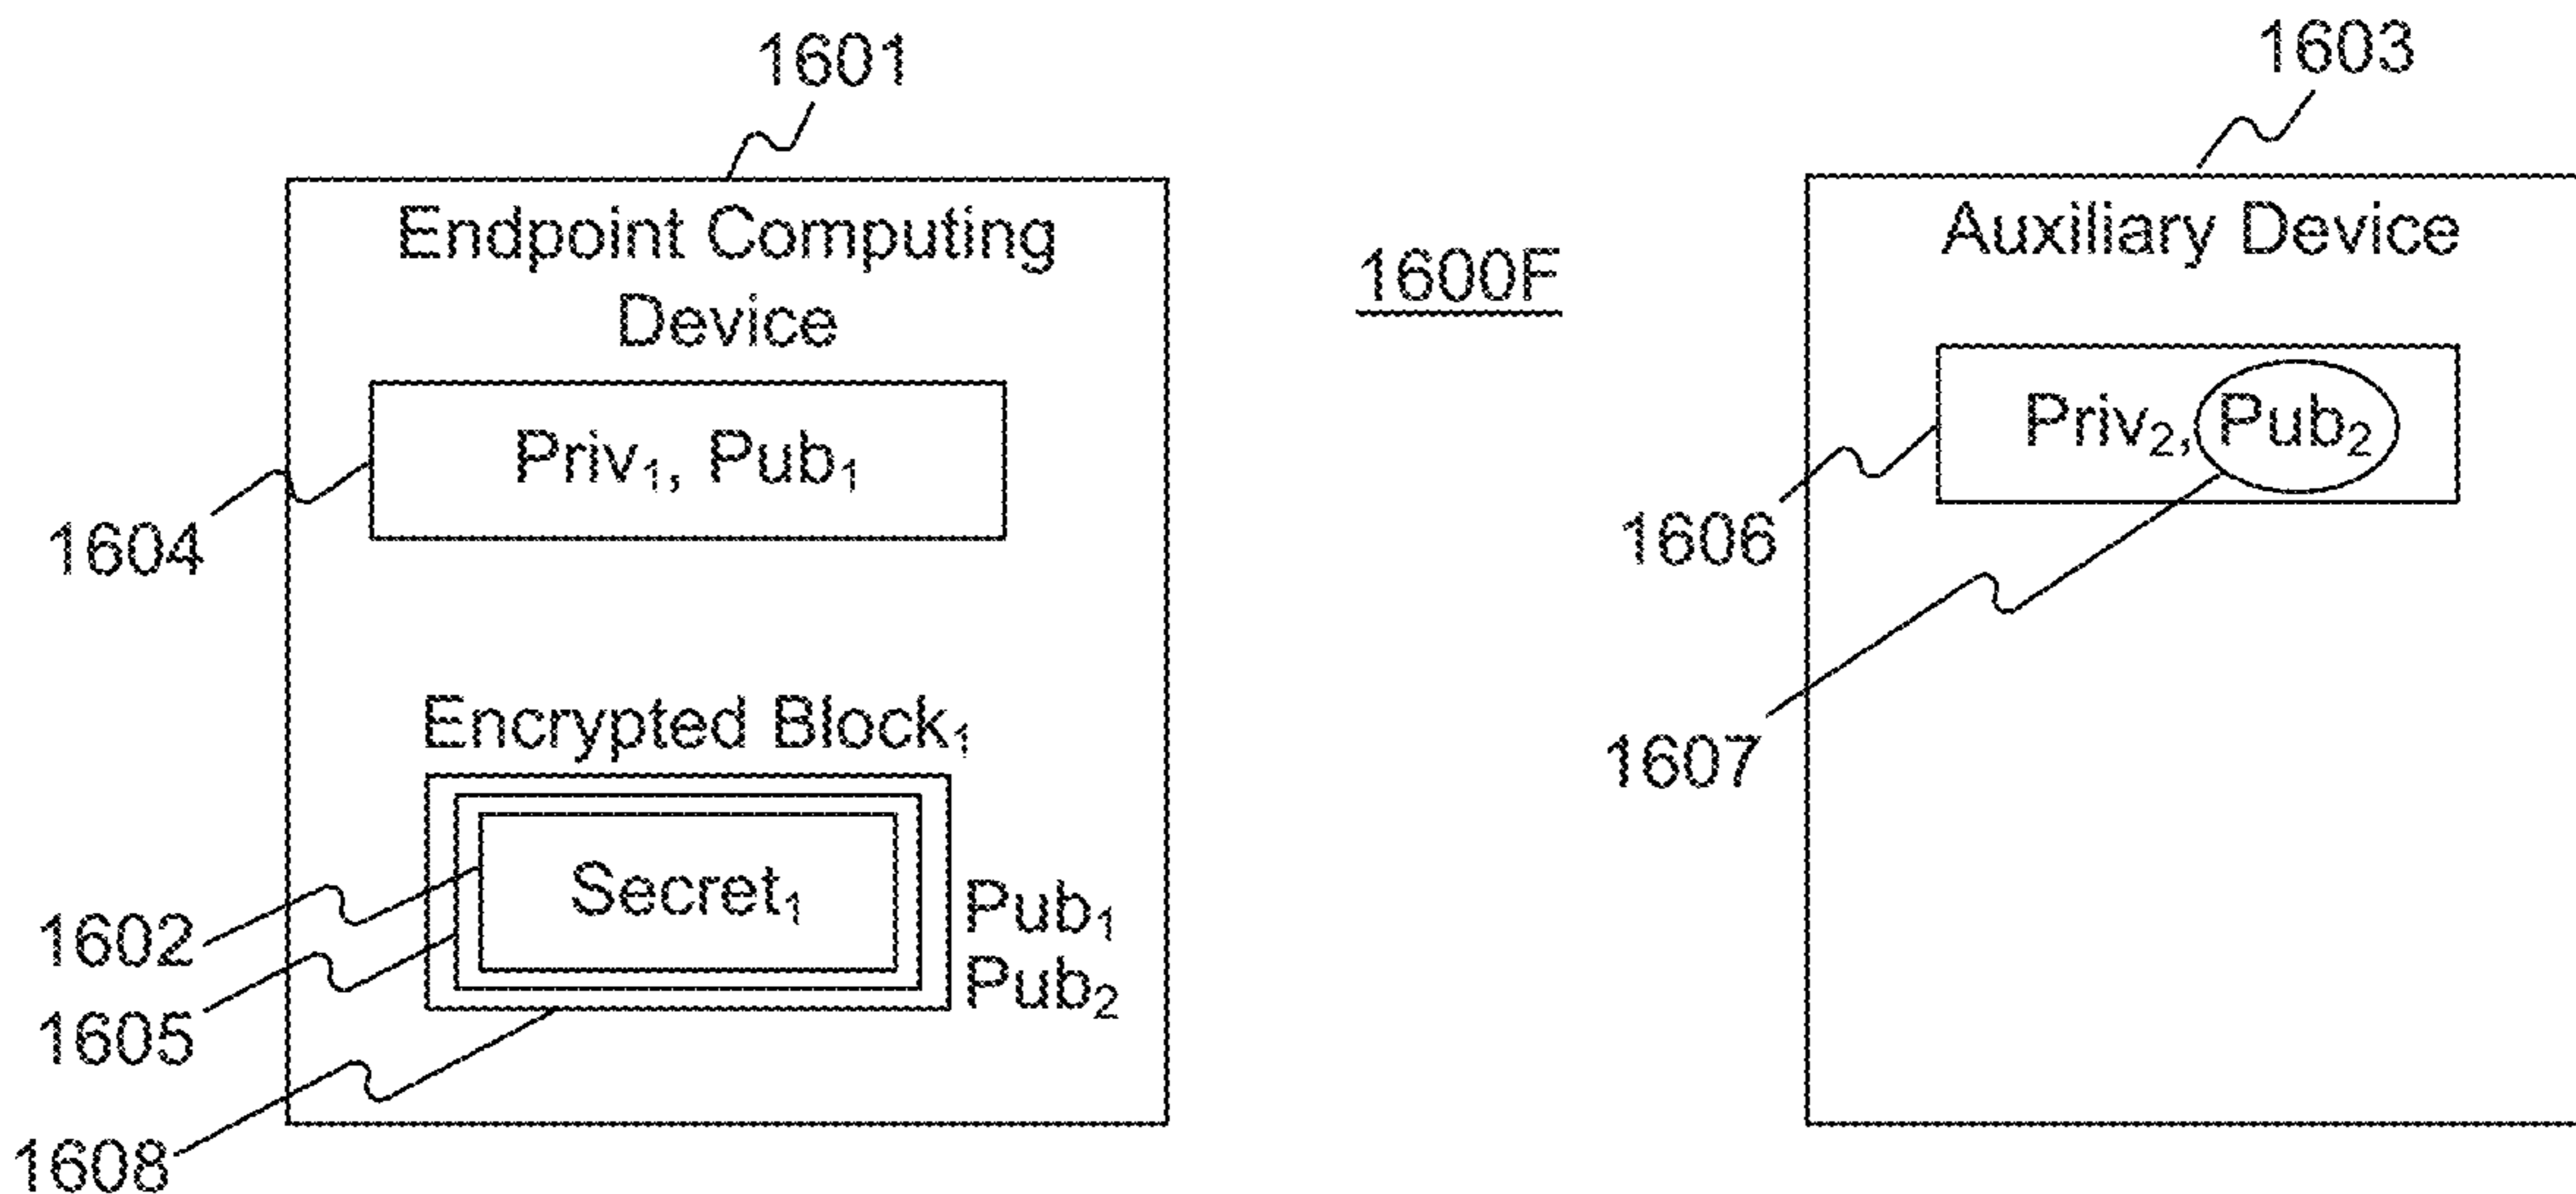 1601
1603
Endpoint Computing
Device
1600F
Auxiliary Device
Priv₁, Pub₁
Priv₂, Pub₂
1604
1606
Encrypted Block₁
1607
Secret₁
Pub₁
Pub₂
1602
1605
1608